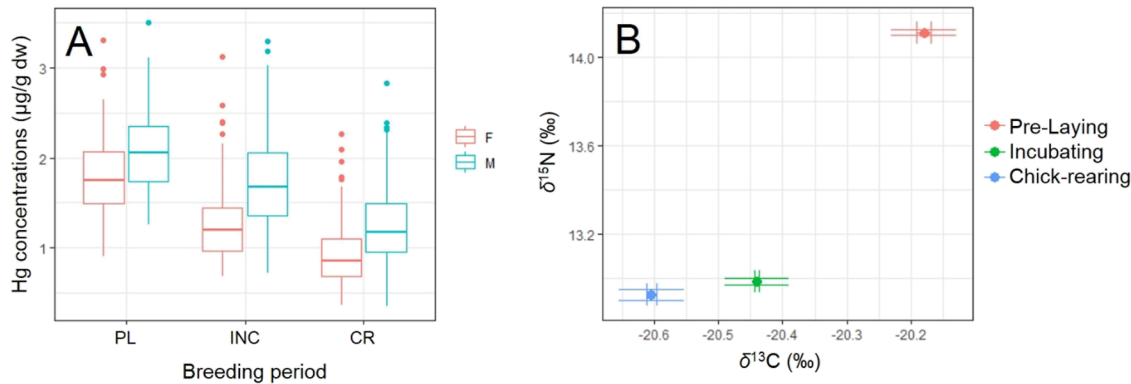 A
Hg concentrations (µg/g dw)
3
2
1
PL INC CR
Breeding period
F
M
B
δ¹⁵N (‰)
14.0
13.6
13.2
-20.6 -20.5 -20.4 -20.3 -20.2
δ¹³C (‰)
Pre-Laying
Incubating
Chick-rearing